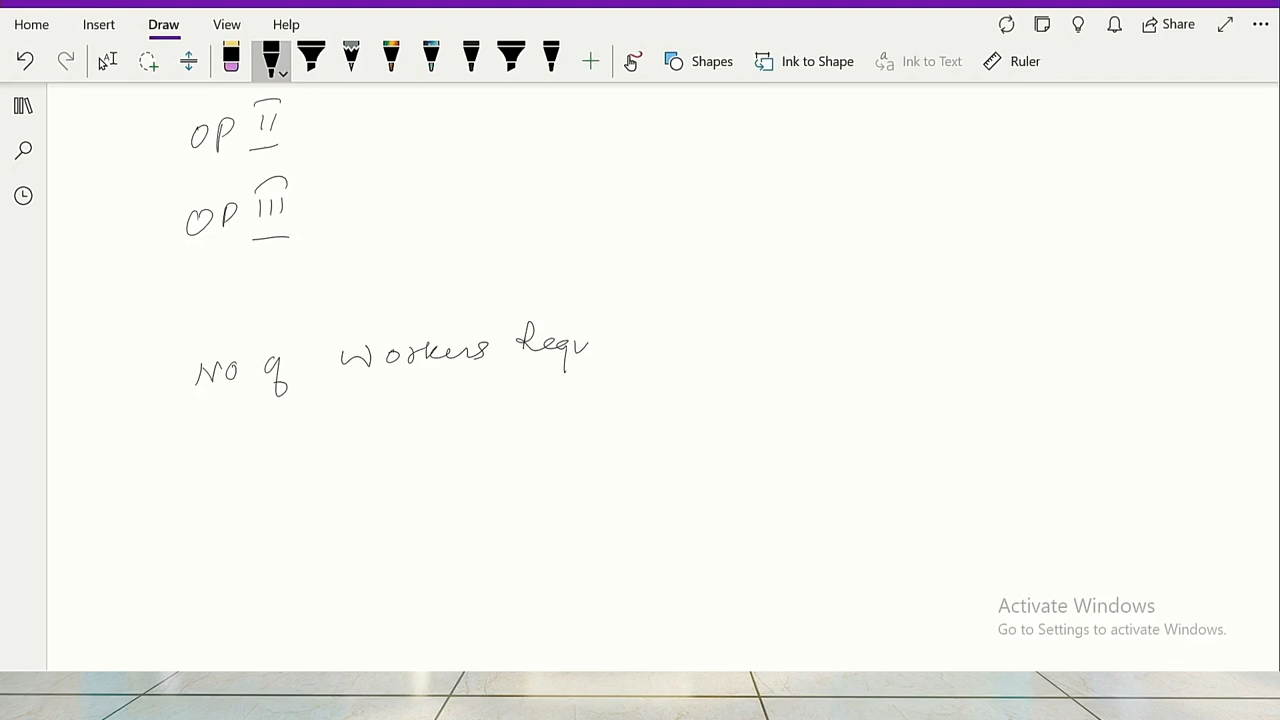 Home Insert Draw View Help Share
Shapes Ink to Shape Ink to Text Ruler
OP II
OP III
No of Workers Requ
Activate Windows
Go to Settings to activate Windows.